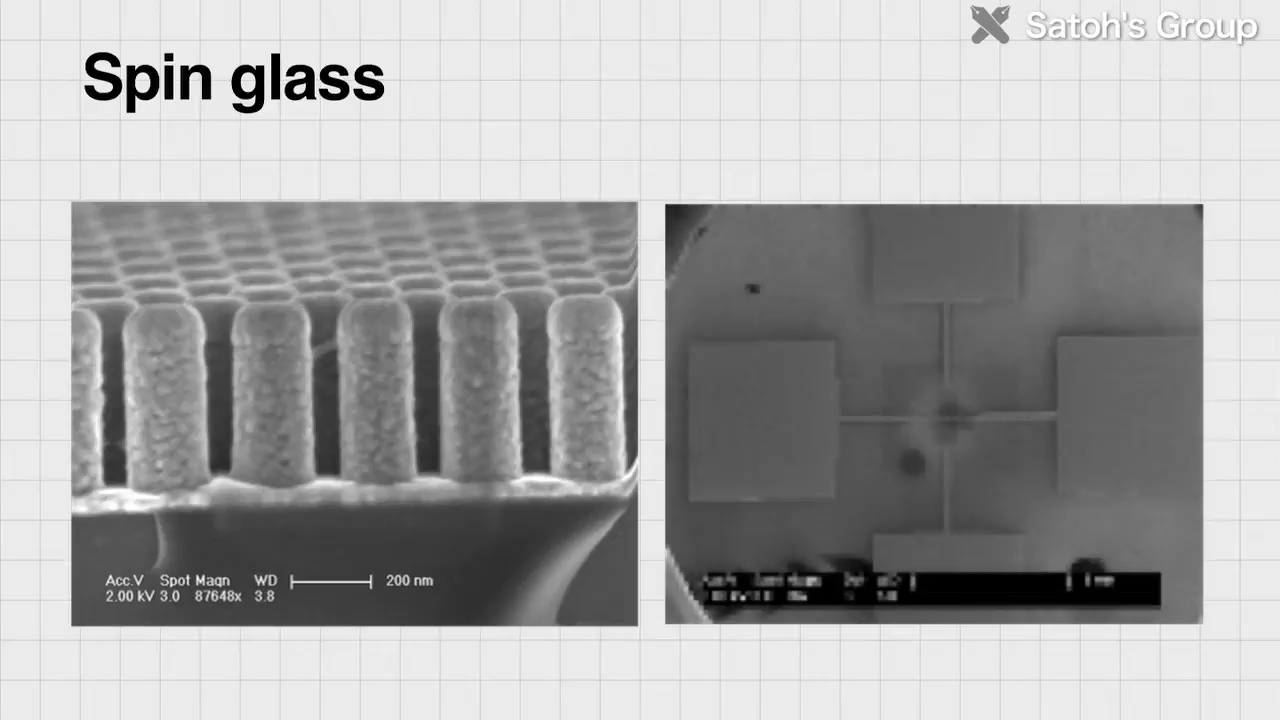 Satoh's Group
Spin glass
Acc.V Spot Magn WD 200 nm
2.00 kV 3.0 87648x 3.8